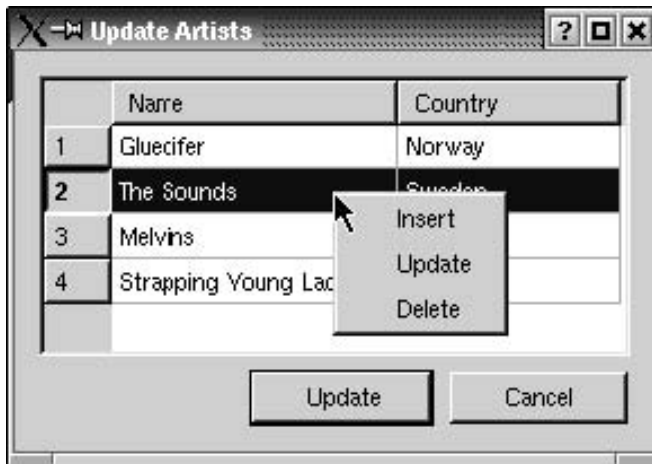 Update Artists ?
Name Country
1 Gluecifer Norway
2 The Sounds Sweden
Insert
3 Melvins
Update
4 Strapping Young Lad
Delete
Update Cancel